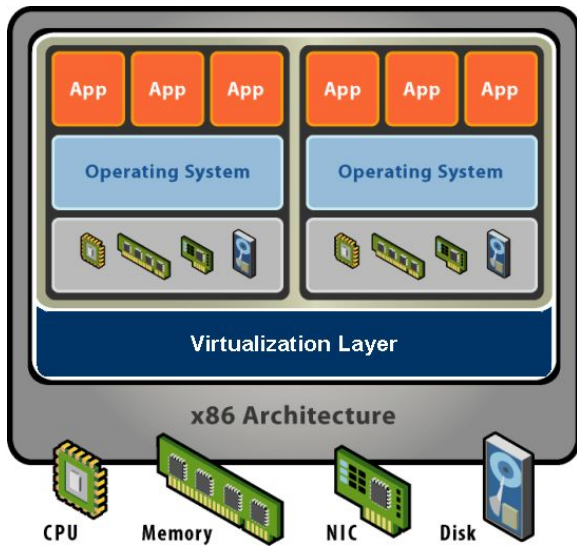 App App App App App App
Operating System Operating System
Virtualization Layer
x86 Architecture
CPU Memory NIC Disk